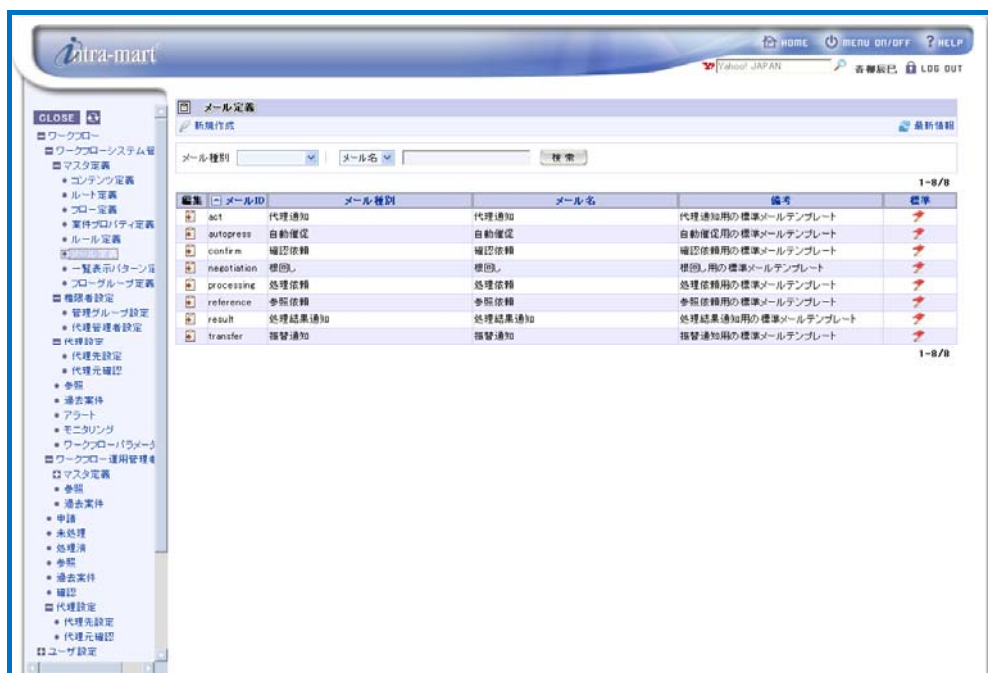 intra-mart
HOME MENU ON/OFF ? HELP
Yahoo! JAPAN 青柳辰巳 LOG OUT
CLOSE
メール定義
新規作成 最新情報
メール種別 メール名 検索
1-8/8
編集 メールID メール種別 メール名 備考 標準
act 代理通知 代理通知 代理通知用の標準メールテンプレート
autopress 自動催促 自動催促 自動催促用の標準メールテンプレート
confirm 確認依頼 確認依頼 確認依頼用の標準メールテンプレート
negotiation 根回し 根回し 根回し用の標準メールテンプレート
processing 処理依頼 処理依頼 処理依頼用の標準メールテンプレート
reference 参照依頼 参照依頼 参照依頼用の標準メールテンプレート
result 処理結果通知 処理結果通知 処理結果通知用の標準メールテンプレート
transfer 振替通知 振替通知 振替通知用の標準メールテンプレート
1-8/8
ワークフロー
ワークフローシステム管
マスタ定義
コンテンツ定義
ルート定義
フロー定義
案件プロパティ定義
ルール定義
一覧表示パターン定
フローグループ定義
権限者設定
管理グループ設定
代理管理者設定
代理設定
代理先設定
代理元確認
参照
過去案件
アラート
モニタリング
ワークフローパラメータ
ワークフロー運用管理者
マスタ定義
参照
過去案件
申請
未処理
処理済
参照
過去案件
確認
代理設定
代理先設定
代理元確認
ユーザ設定